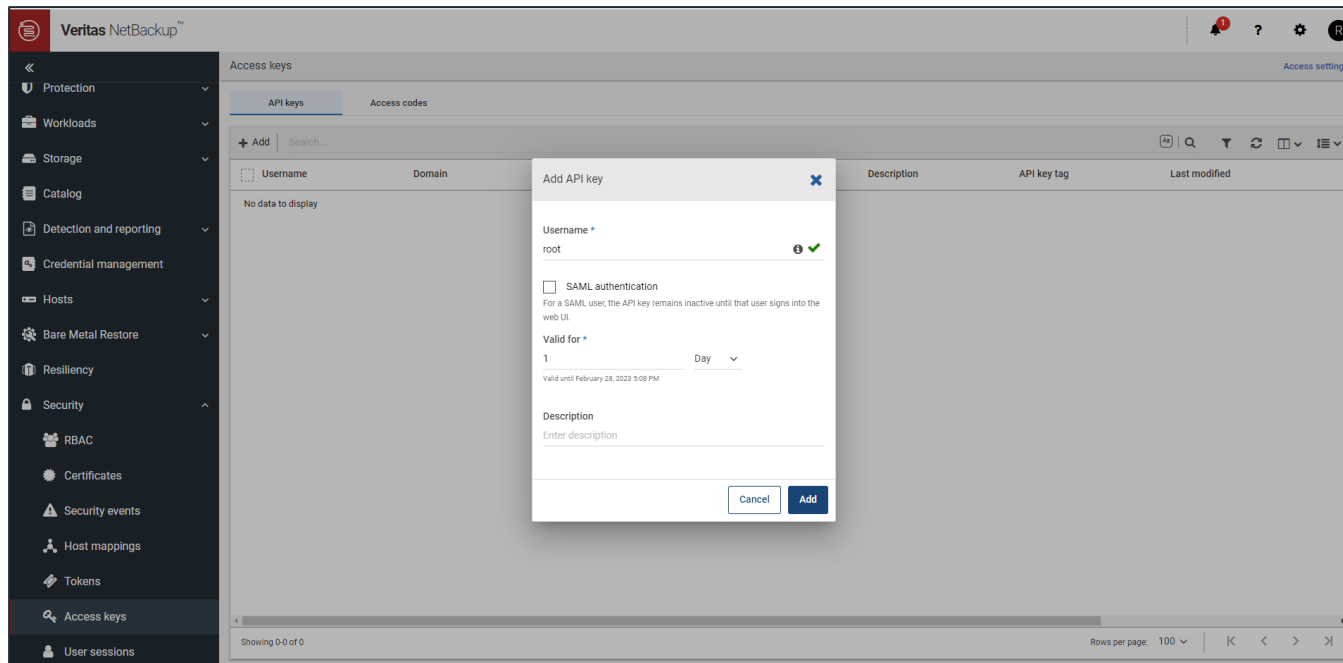 Veritas NetBackup™
1
?
R
«
Access keys
Access setting
Protection
Workloads
Storage
Catalog
Detection and reporting
Credential management
Hosts
Bare Metal Restore
Resiliency
Security
RBAC
Certificates
Security events
Host mappings
Tokens
Access keys
User sessions
API keys
Access codes
+ Add
Search...
Username
Domain
Description
API key tag
Last modified
No data to display
Add API key
Username *
root
SAML authentication
For a SAML user, the API key remains inactive until that user signs into the
web UI.
Valid for *
1
Day
Valid until February 28, 2023 5:08 PM
Description
Enter description
Cancel
Add
Showing 0-0 of 0
Rows per page: 100